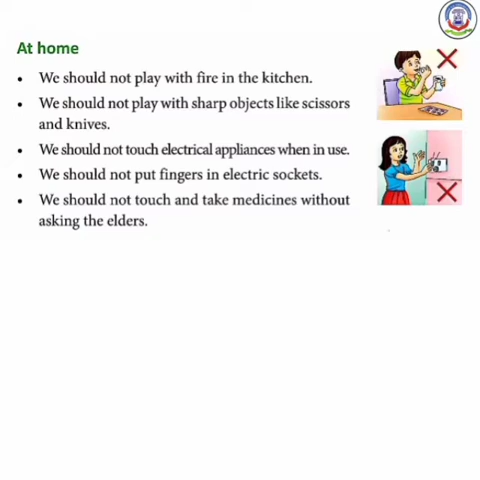 At home
• We should not play with fire in the kitchen.
• We should not play with sharp objects like scissors
and knives.
• We should not touch electrical appliances when in use.
• We should not put fingers in electric sockets.
• We should not touch and take medicines without
asking the elders.